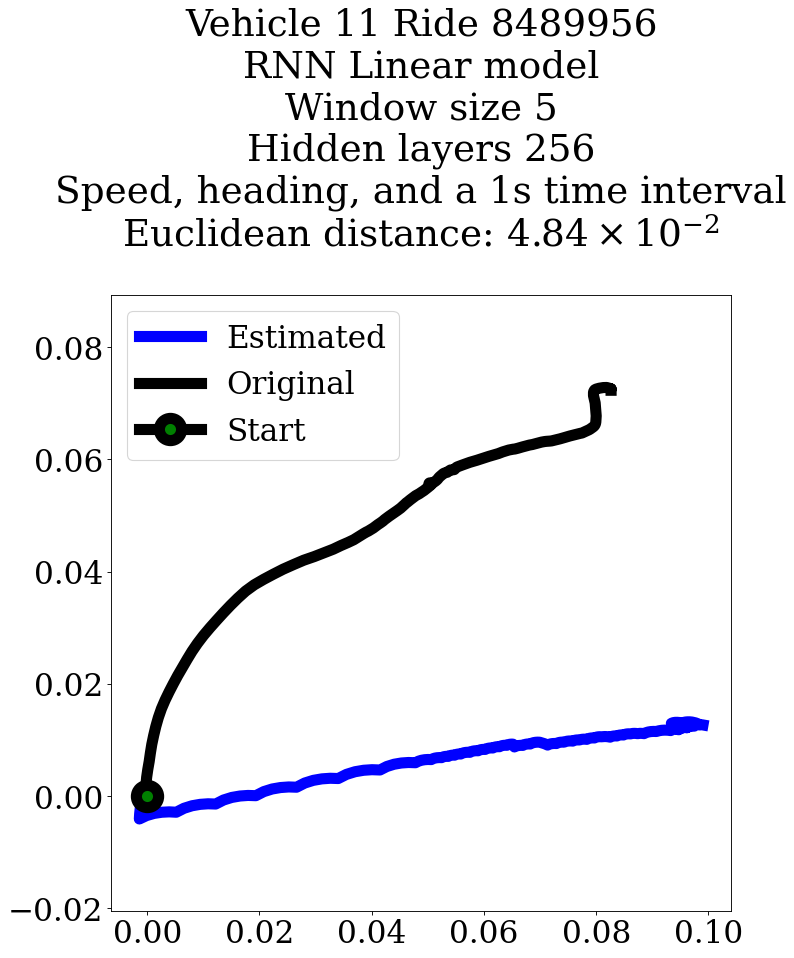 Vehicle 11 Ride 8489956
RNN Linear model
Window size 5
Hidden layers 256
Speed, heading, and a 1s time interval
Euclidean distance: 4.84 × 10⁻²
Estimated
Original
Start
0.08
0.06
0.04
0.02
0.00
−0.02
0.00 0.02 0.04 0.06 0.08 0.10